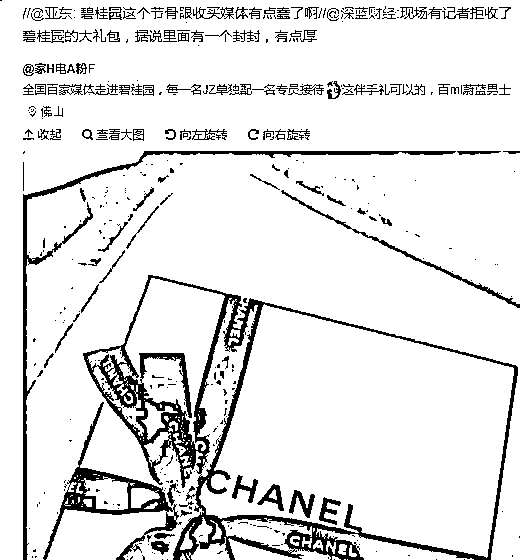 //@亚东: 碧桂园这个节骨眼收买媒体有点蠢了啊//@深蓝财经:现场有记者拒收了
碧桂园的大礼包，据说里面有一个封封，有点厚
@家H电A粉F
全国百家媒体走进碧桂园，每一名JZ单独配一名专员接待 这伴手礼可以的，百ml蔚蓝男士
佛山
收起 查看大图 向左旋转 向右旋转
CHANEL
CHANEL
CHANEL
CHANEL
CHANEL